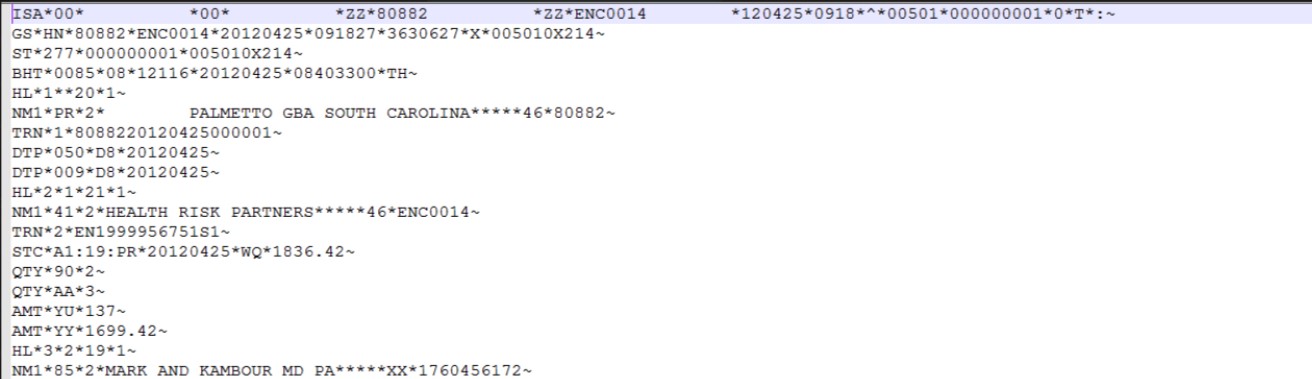 ISA*00*          *00*          *ZZ*80882          *ZZ*ENC0014        *120425*0918*^*00501*000000001*0*T*:~
GS*HN*80882*ENC0014*20120425*091827*3630627*X*005010X214~
ST*277*000000001*005010X214~
BHT*0085*08*12116*20120425*08403300*TH~
HL*1**20*1~
NM1*PR*2*        PALMETTO GBA SOUTH CAROLINA*****46*80882~
TRN*1*8088220120425000001~
DTP*050*D8*20120425~
DTP*009*D8*20120425~
HL*2*1*21*1~
NM1*41*2*HEALTH RISK PARTNERS*****46*ENC0014~
TRN*2*EN1999956751S1~
STC*A1:19:PR*20120425*WQ*1836.42~
QTY*90*2~
QTY*AA*3~
AMT*YU*137~
AMT*YY*1699.42~
HL*3*2*19*1~
NM1*85*2*MARK AND KAMBOUR MD PA*****XX*1760456172~